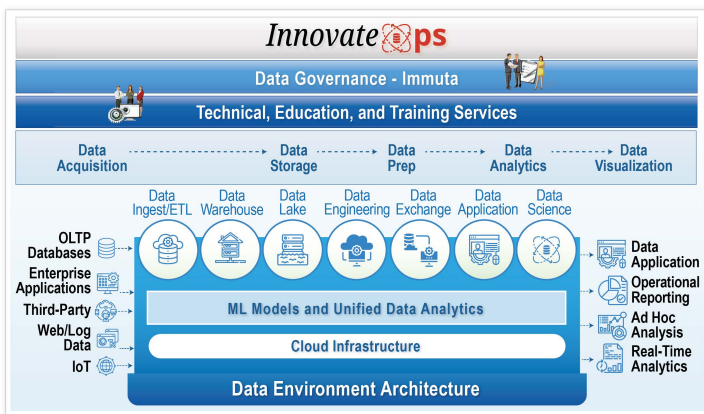 InnovateOps
Data Governance - Immuta
Technical, Education, and Training Services
Data Acquisition
Data Storage
Data Prep
Data Analytics
Data Visualization
Data Ingest/ETL
Data Warehouse
Data Lake
Data Engineering
Data Exchange
Data Application
Data Science
OLTP Databases
Enterprise Applications
Third-Party
Web/Log Data
IoT
ML Models and Unified Data Analytics
Cloud Infrastructure
Data Environment Architecture
Data Application
Operational Reporting
Ad Hoc Analysis
Real-Time Analytics